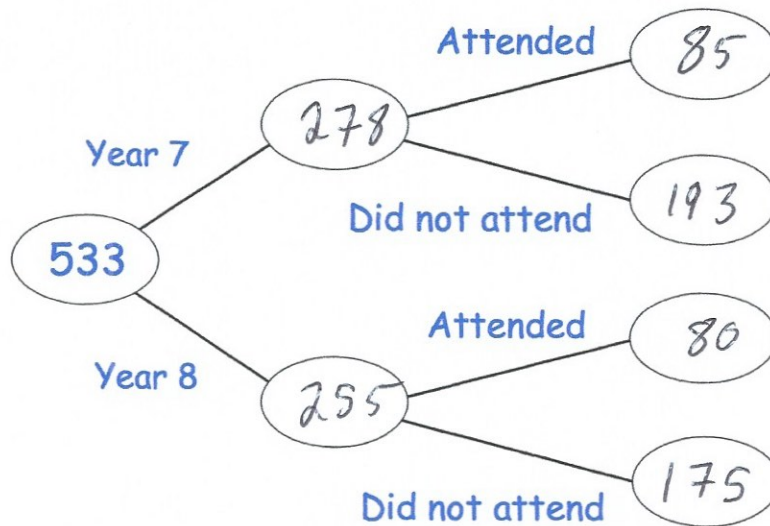 Attended
85
278
Year 7
Did not attend
193
533
Attended
80
Year 8
255
Did not attend
175